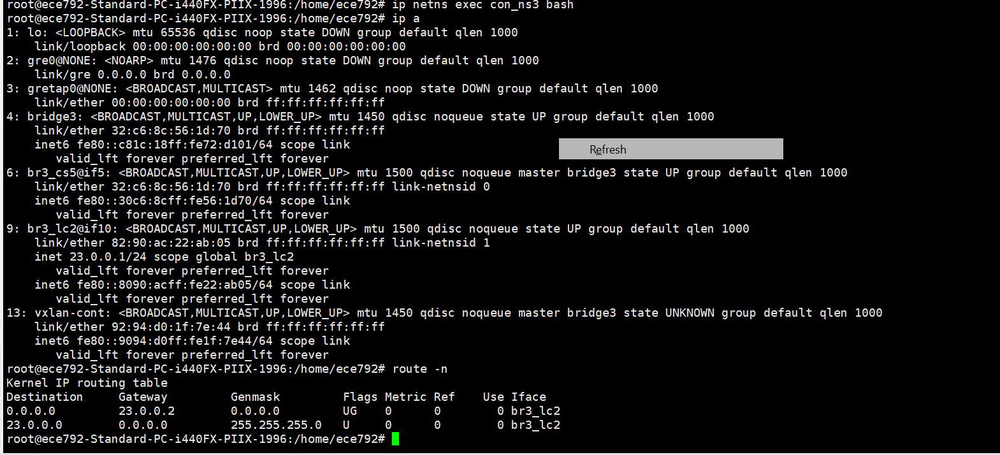 root@ece792-Standard-PC-i440FX-PIIX-1996:/home/ece792# ip netns exec con_ns3 bash
root@ece792-Standard-PC-i440FX-PIIX-1996:/home/ece792# ip a
1: lo: <LOOPBACK> mtu 65536 qdisc noop state DOWN group default qlen 1000
    link/loopback 00:00:00:00:00:00 brd 00:00:00:00:00:00
2: gre0@NONE: <NOARP> mtu 1476 qdisc noop state DOWN group default qlen 1000
    link/gre 0.0.0.0 brd 0.0.0.0
3: gretap0@NONE: <BROADCAST,MULTICAST> mtu 1462 qdisc noop state DOWN group default qlen 1000
    link/ether 00:00:00:00:00:00 brd ff:ff:ff:ff:ff:ff
4: bridge3: <BROADCAST,MULTICAST,UP,LOWER_UP> mtu 1450 qdisc noqueue state UP group default qlen 1000
    link/ether 32:c6:8c:56:1d:70 brd ff:ff:ff:ff:ff:ff
    inet6 fe80::c81c:18ff:fe72:d101/64 scope link
Refresh
       valid_lft forever preferred_lft forever
6: br3_cs5@if5: <BROADCAST,MULTICAST,UP,LOWER_UP> mtu 1500 qdisc noqueue master bridge3 state UP group default qlen 1000
    link/ether 32:c6:8c:56:1d:70 brd ff:ff:ff:ff:ff:ff link-netnsid 0
    inet6 fe80::30c6:8cff:fe56:1d70/64 scope link
       valid_lft forever preferred_lft forever
9: br3_lc2@if10: <BROADCAST,MULTICAST,UP,LOWER_UP> mtu 1500 qdisc noqueue state UP group default qlen 1000
    link/ether 82:90:ac:22:ab:05 brd ff:ff:ff:ff:ff:ff link-netnsid 1
    inet 23.0.0.1/24 scope global br3_lc2
       valid_lft forever preferred_lft forever
    inet6 fe80::8090:acff:fe22:ab05/64 scope link
       valid_lft forever preferred_lft forever
13: vxlan-cont: <BROADCAST,MULTICAST,UP,LOWER_UP> mtu 1450 qdisc noqueue master bridge3 state UNKNOWN group default qlen 1000
    link/ether 92:94:d0:1f:7e:44 brd ff:ff:ff:ff:ff:ff
    inet6 fe80::9094:d0ff:fe1f:7e44/64 scope link
       valid_lft forever preferred_lft forever
root@ece792-Standard-PC-i440FX-PIIX-1996:/home/ece792# route -n
Kernel IP routing table
Destination     Gateway         Genmask         Flags Metric Ref    Use Iface
0.0.0.0         23.0.0.2        0.0.0.0         UG    0      0        0 br3_lc2
23.0.0.0        0.0.0.0         255.255.255.0   U     0      0        0 br3_lc2
root@ece792-Standard-PC-i440FX-PIIX-1996:/home/ece792#